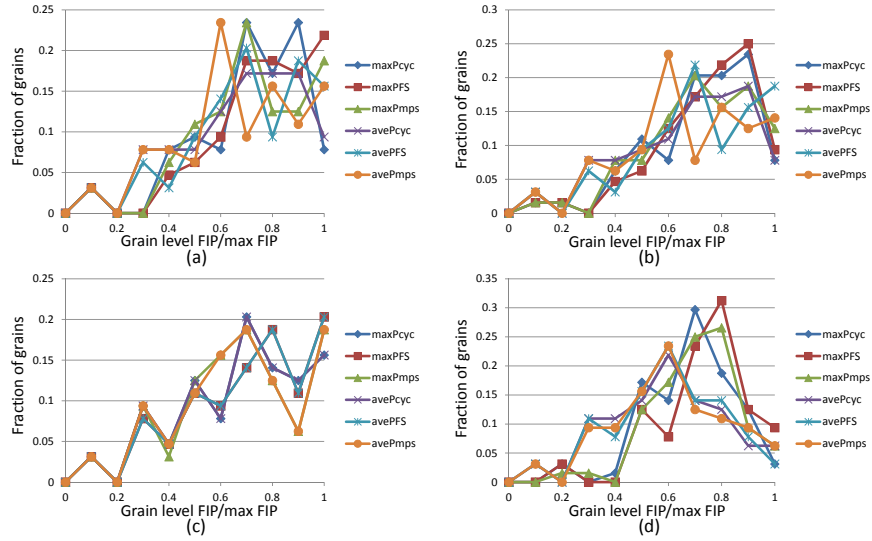 0.25
0.2
0.15
0.1
0.05
0
Fraction of grains
0 0.2 0.4 0.6 0.8 1
Grain level FIP/max FIP
(a)
maxPcyc
maxPFS
maxPmps
avePcyc
avePFS
avePmps
0.3
0.25
0.2
0.15
0.1
0.05
0
Fraction of grains
0 0.2 0.4 0.6 0.8 1
Grain level FIP/max FIP
(b)
maxPcyc
maxPFS
maxPmps
avePcyc
avePFS
avePmps
0.25
0.2
0.15
0.1
0.05
0
Fraction of grains
0 0.2 0.4 0.6 0.8 1
Grain level FIP/max FIP
(c)
maxPcyc
maxPFS
maxPmps
avePcyc
avePFS
avePmps
0.35
0.3
0.25
0.2
0.15
0.1
0.05
0
Fraction of grains
0 0.2 0.4 0.6 0.8 1
Grain level FIP/max FIP
(d)
maxPcyc
maxPFS
maxPmps
avePcyc
avePFS
avePmps